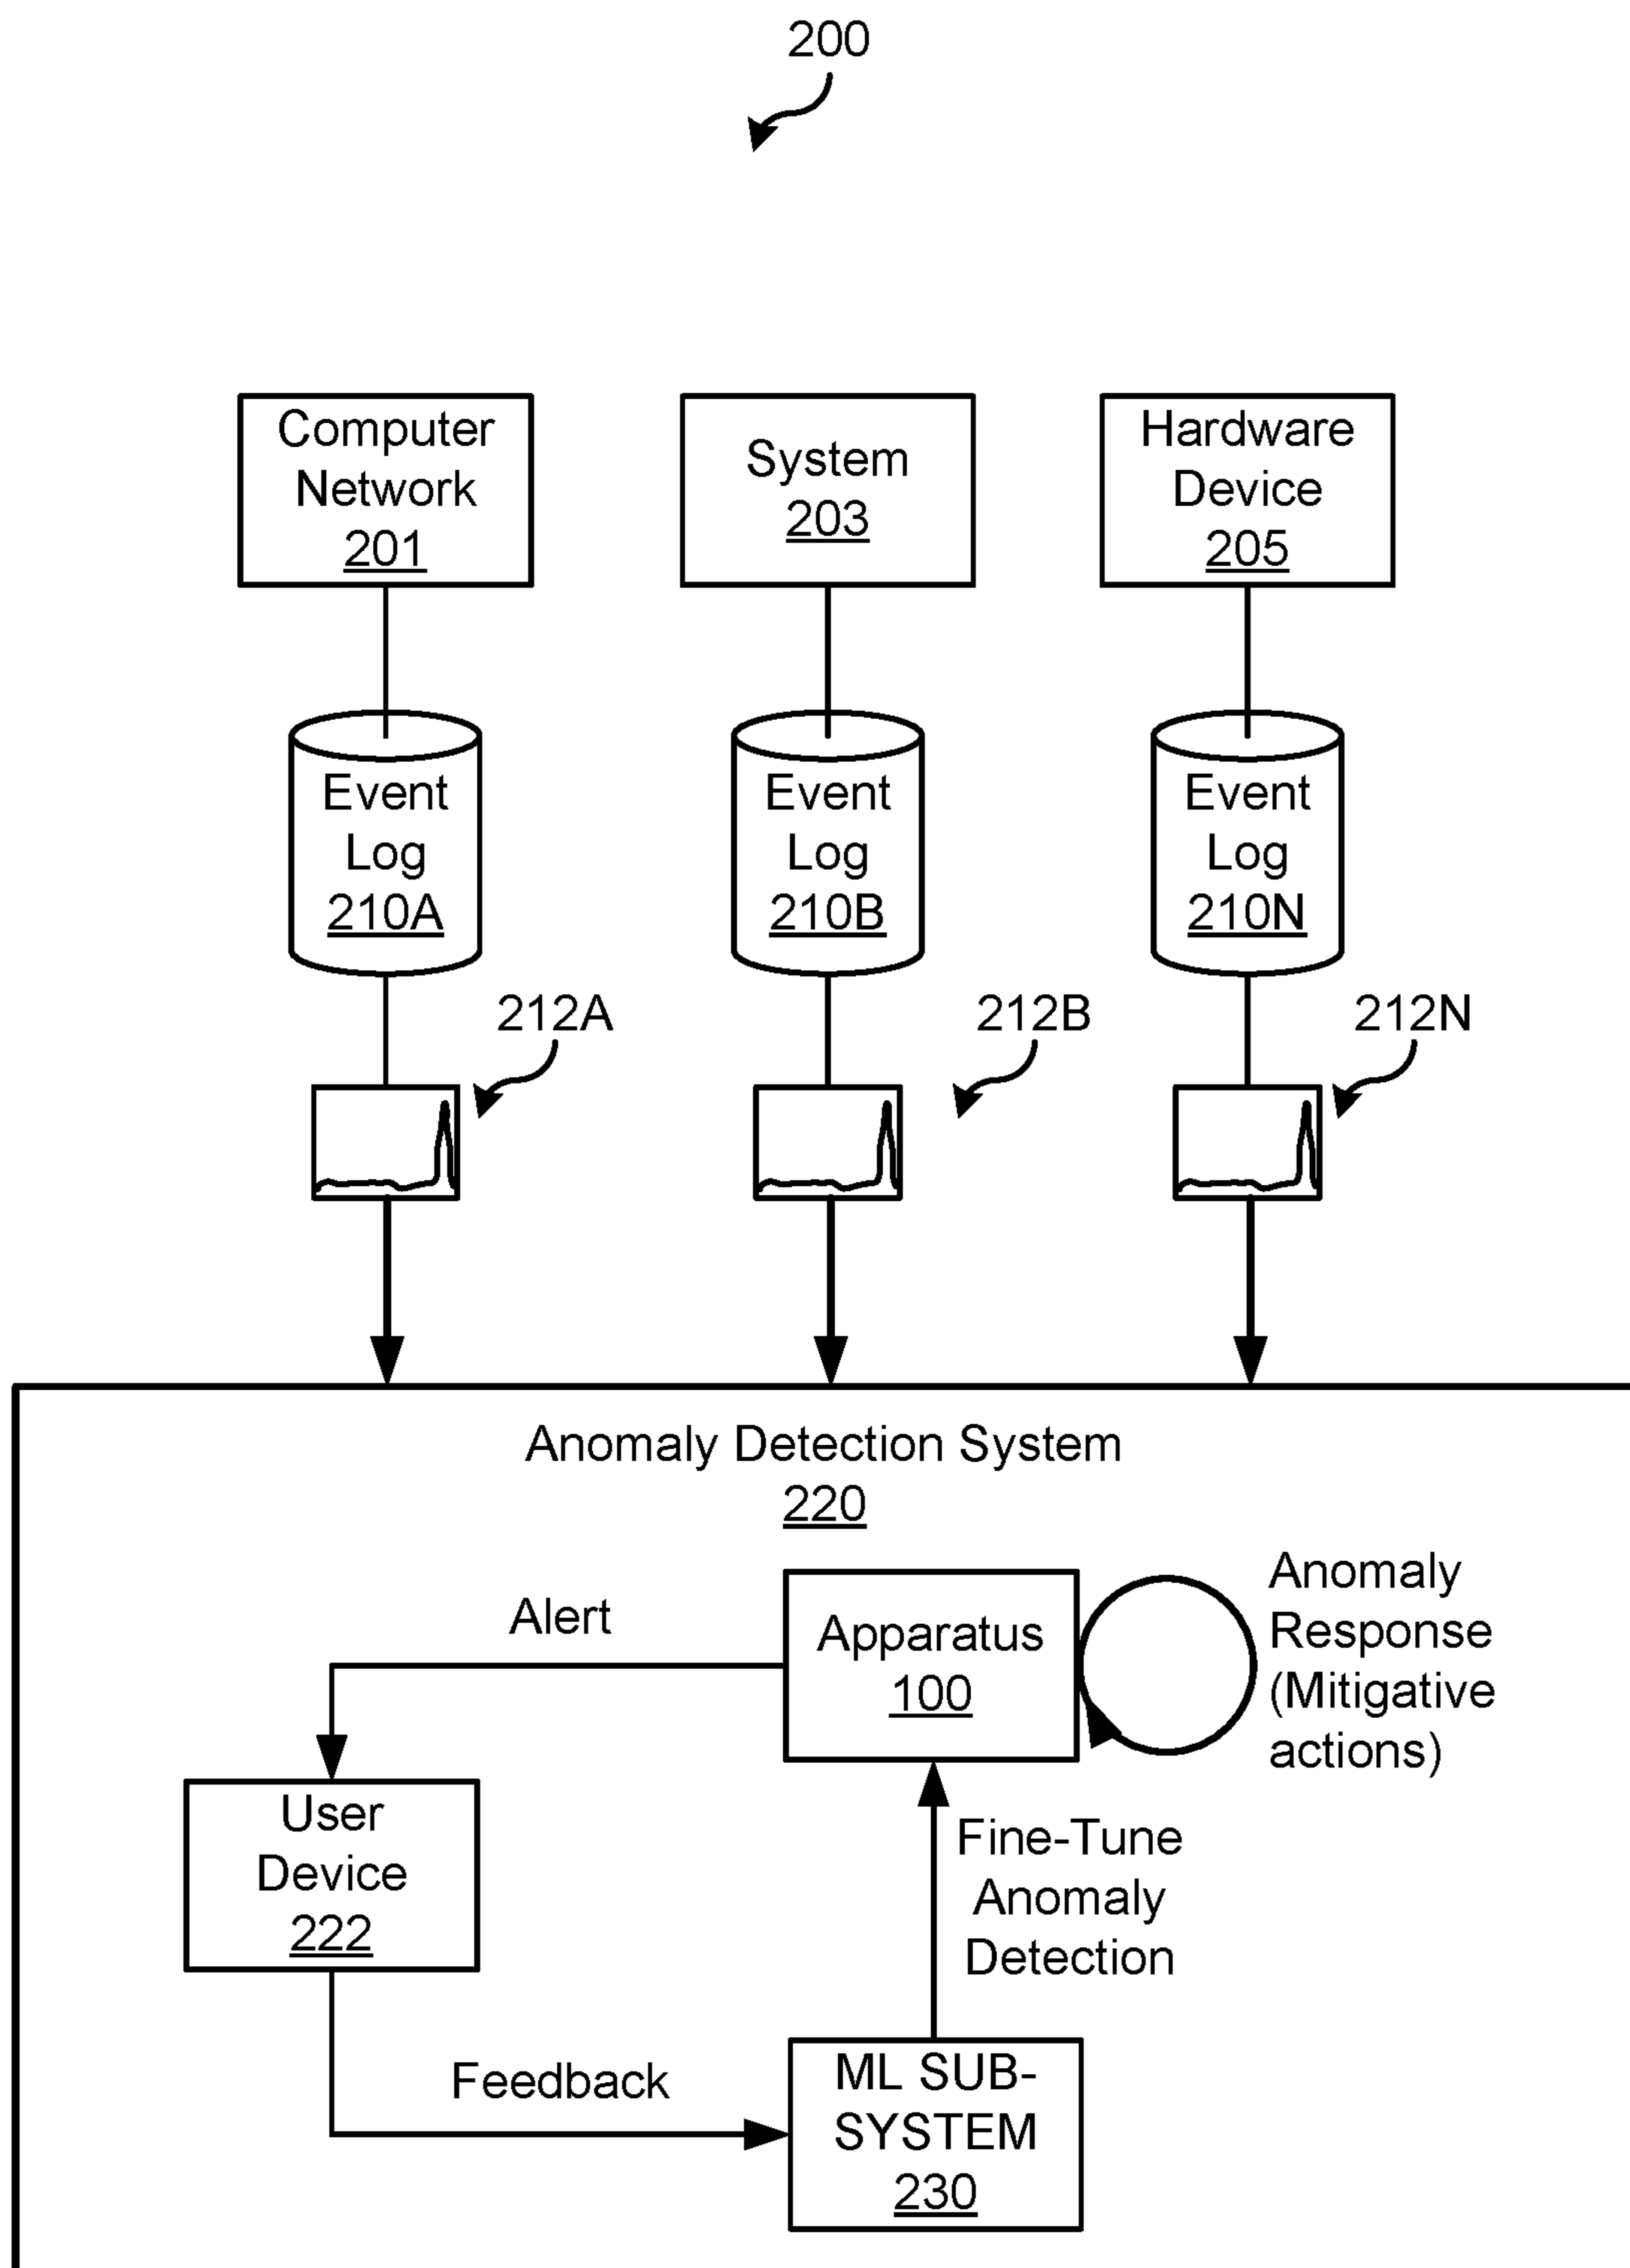 200
Computer
Network
201
System
203
Hardware
Device
205
Event
Log
210A
Event
Log
210B
Event
Log
210N
212A
212B
212N
Anomaly Detection System
220
Alert
Apparatus
100
Anomaly
Response
(Mitigative
actions)
User
Device
222
Fine-Tune
Anomaly
Detection
Feedback
ML SUB-
SYSTEM
230